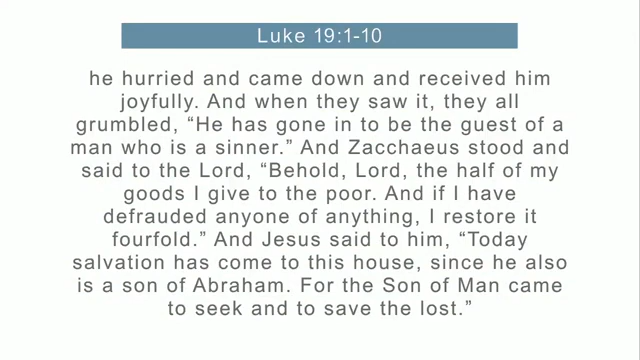 Luke 19:1-10
he hurried and came down and received him
joyfully. And when they saw it, they all
grumbled, “He has gone in to be the guest of a
man who is a sinner.” And Zacchaeus stood and
said to the Lord, “Behold, Lord, the half of my
goods I give to the poor. And if I have
defrauded anyone of anything, I restore it
fourfold.” And Jesus said to him, “Today
salvation has come to this house, since he also
is a son of Abraham. For the Son of Man came
to seek and to save the lost.”